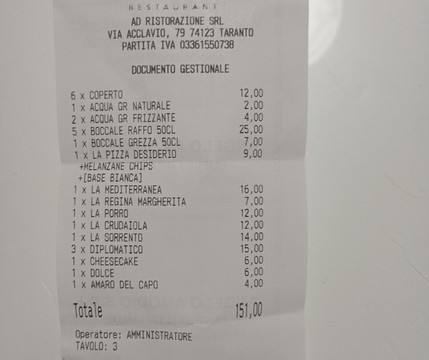 RESTAURANT
AD RISTORAZIONE SRL
VIA ACCLAVIO, 79 74123 TARANTO
PARTITA IVA 03361550738
DOCUMENTO GESTIONALE
6 x COPERTO 12,00
1 x ACQUA GR NATURALE 2,00
2 x ACQUA GR FRIZZANTE 4,00
5 x BOCCALE RAFFO 50CL 25,00
1 x BOCCALE GREZZA 50CL 7,00
1 x LA PIZZA DESIDERIO 9,00
+MELANZANE CHIPS
+[BASE BIANCA]
1 x LA MEDITERRANEA 16,00
1 x LA REGINA MARGHERITA 7,00
1 x LA PORRO 12,00
1 x LA CRUDAIOLA 12,00
1 x LA SORRENTO 14,00
3 x DIPLOMATICO 15,00
1 x CHEESECAKE 6,00
1 x DOLCE 6,00
1 x AMARO DEL CAPO 4,00
Totale 151,00
Operatore: AMMINISTRATORE
TAVOLO: 3